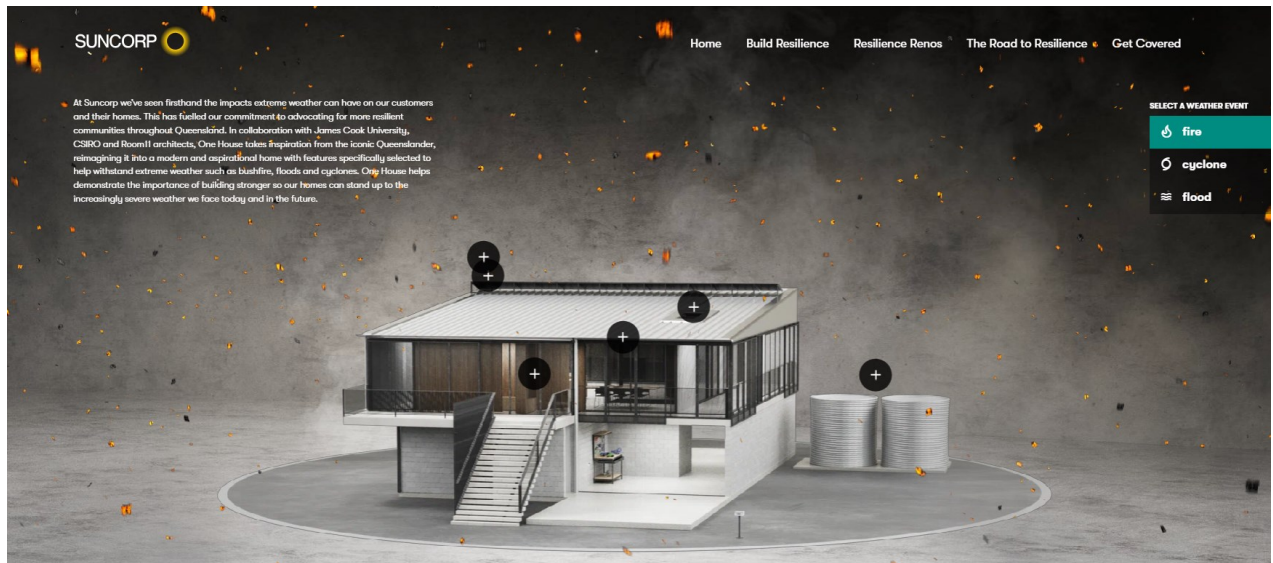 SUNCORP
Home Build Resilience Resilience Renos The Road to Resilience Get Covered
At Suncorp we've seen firsthand the impacts extreme weather can have on our customers
and their homes. This has fuelled our commitment to advocating for more resilient
communities throughout Queensland. In collaboration with James Cook University,
CSIRO and Room11 architects, One House takes inspiration from the iconic Queenslander,
reimagining it into a modern and aspirational home with features specifically selected to
help withstand extreme weather such as bushfire, floods and cyclones. One House helps
demonstrate the importance of building stronger so our homes can stand up to the
increasingly severe weather we face today and in the future.
SELECT A WEATHER EVENT
fire
cyclone
flood